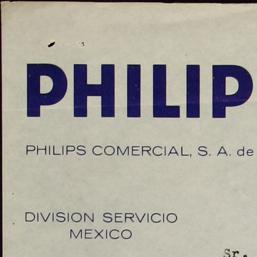 PHILIP
PHILIPS COMERCIAL, S. A. de
DIVISION SERVICIO
MEXICO
Sr.